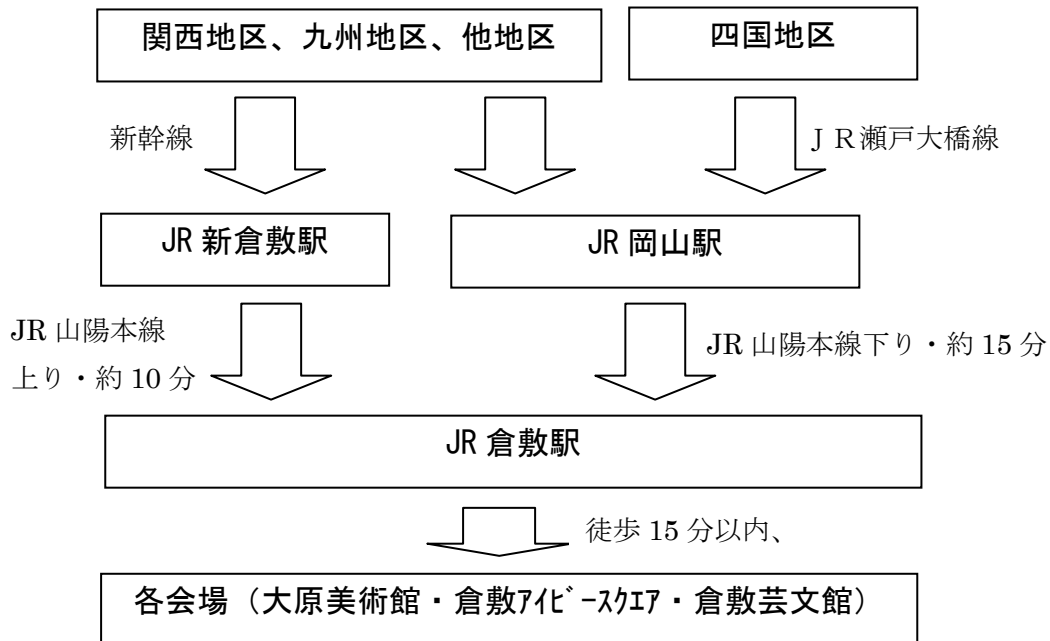 関西地区、九州地区、他地区
四国地区
新幹線
ＪＲ瀬戸大橋線
JR 新倉敷駅
JR 岡山駅
JR 山陽本線
上り・約 10 分
JR 山陽本線下り・約 15 分
JR 倉敷駅
徒歩 15 分以内、
各会場（大原美術館・倉敷ｱｲﾋﾞｰｽｸｴｱ・倉敷芸文館）